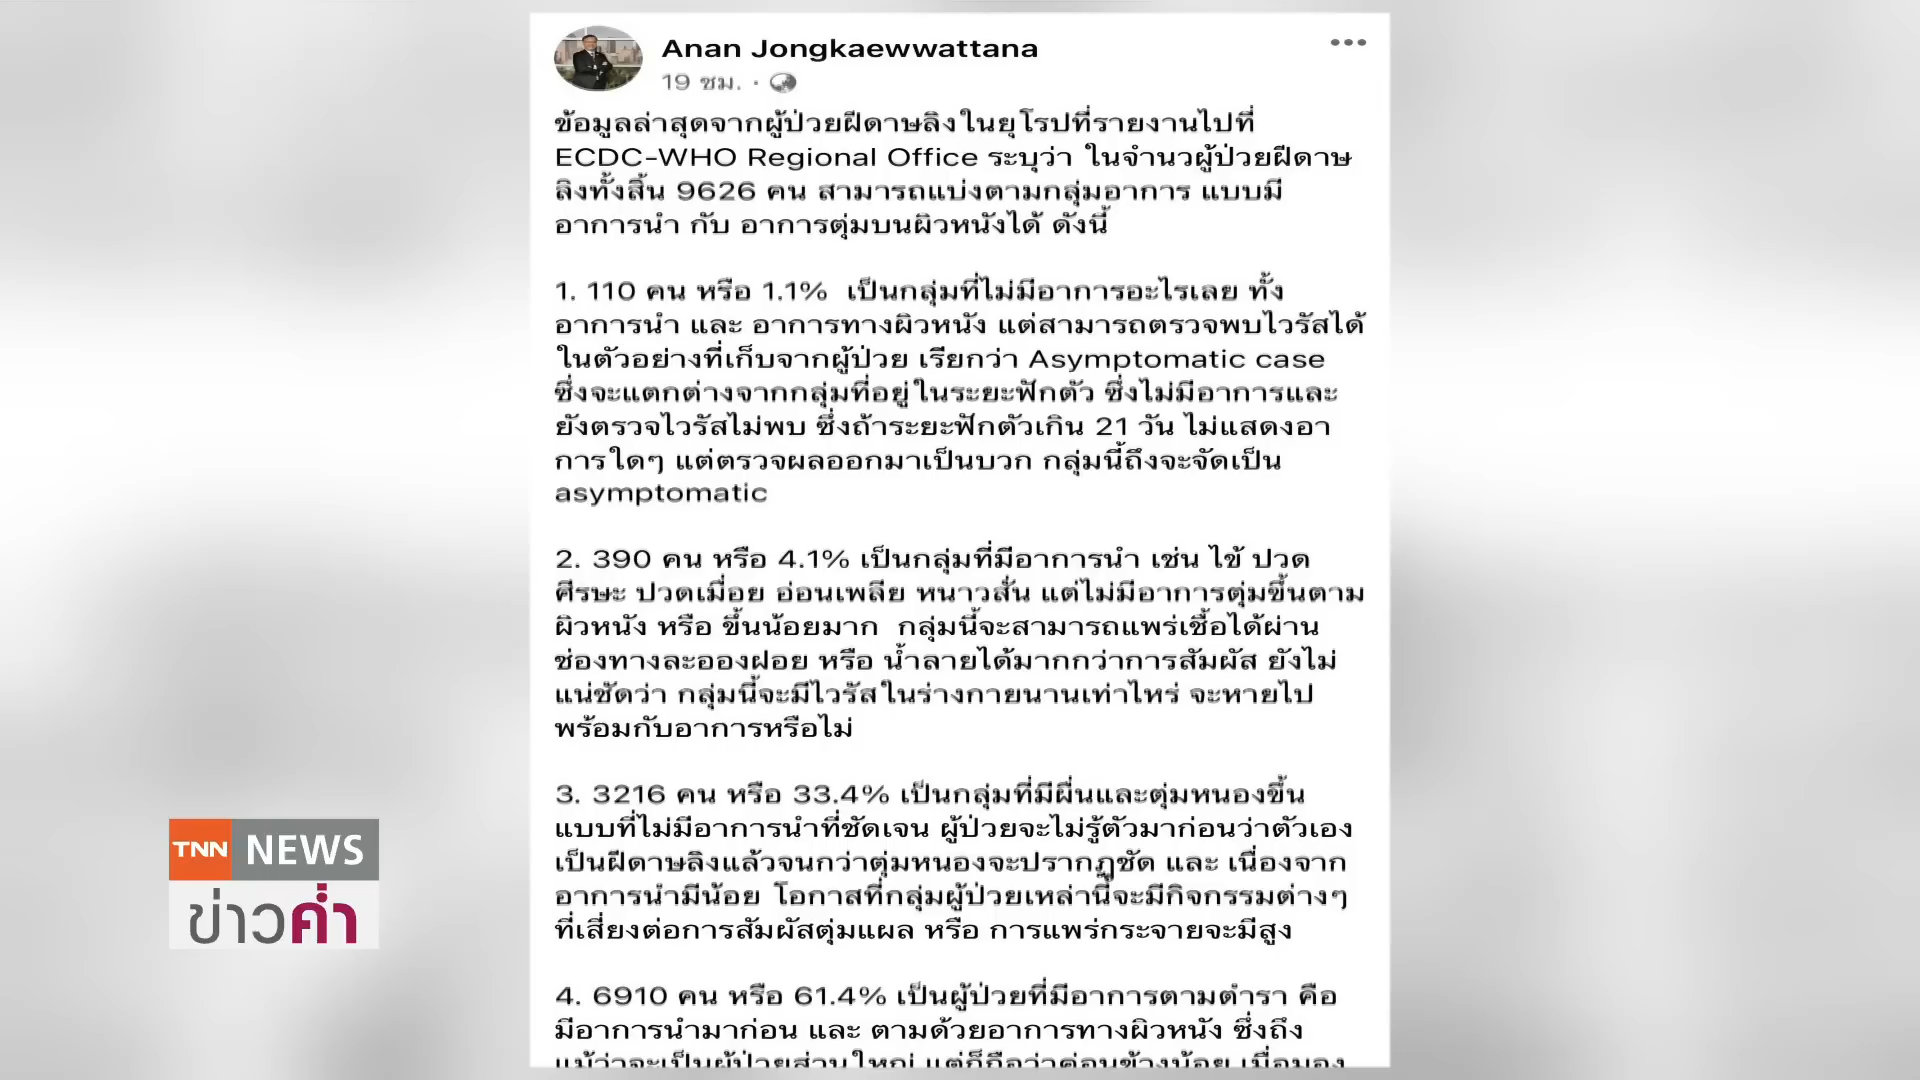 Anan Jongkaewwattana
19 ชม. ·
ข้อมูลล่าสุดจากผู้ป่วยฝีดาษลิงในยุโรปที่รายงานไปที่
ECDC-WHO Regional Office ระบุว่า ในจำนวผู้ป่วยฝีดาษ
ลิงทั้งสิ้น 9626 คน สามารถแบ่งตามกลุ่มอาการ แบบมี
อาการนำ กับ อาการตุ่มบนผิวหนังได้ ดังนี้
1. 110 คน หรือ 1.1% เป็นกลุ่มที่ไม่มีอาการอะไรเลย ทั้ง
อาการนำ และ อาการทางผิวหนัง แต่สามารถตรวจพบไวรัสได้
ในตัวอย่างที่เก็บจากผู้ป่วย เรียกว่า Asymptomatic case
ซึ่งจะแตกต่างจากกลุ่มที่อยู่ในระยะฟักตัว ซึ่งไม่มีอาการและ
ยังตรวจไวรัสไม่พบ ซึ่งถ้าระยะฟักตัวเกิน 21 วัน ไม่แสดงอา
การใดๆ แต่ตรวจผลออกมาเป็นบวก กลุ่มนี้ถึงจะจัดเป็น
asymptomatic
2. 390 คน หรือ 4.1% เป็นกลุ่มที่มีอาการนำ เช่น ไข้ ปวด
ศีรษะ ปวดเมื่อย อ่อนเพลีย หนาวสั่น แต่ไม่มีอาการตุ่มขึ้นตาม
ผิวหนัง หรือ ขึ้นน้อยมาก กลุ่มนี้จะสามารถแพร่เชื้อได้ผ่าน
ช่องทางละอองฝอย หรือ น้ำลายได้มากกว่าการสัมผัส ยังไม่
แน่ชัดว่า กลุ่มนี้จะมีไวรัสในร่างกายนานเท่าไหร่ จะหายไป
พร้อมกับอาการหรือไม่
3. 3216 คน หรือ 33.4% เป็นกลุ่มที่มีผื่นและตุ่มหนองขึ้น
แบบที่ไม่มีอาการนำที่ชัดเจน ผู้ป่วยจะไม่รู้ตัวมาก่อนว่าตัวเอง
เป็นฝีดาษลิงแล้วจนกว่าตุ่มหนองจะปรากฏชัด และ เนื่องจาก
อาการนำมีน้อย โอกาสที่กลุ่มผู้ป่วยเหล่านี้จะมีกิจกรรมต่างๆ
ที่เสี่ยงต่อการสัมผัสตุ่มแผล หรือ การแพร่กระจายจะมีสูง
4. 6910 คน หรือ 61.4% เป็นผู้ป่วยที่มีอาการตามตำรา คือ
มีอาการนำมาก่อน และ ตามด้วยอาการทางผิวหนัง ซึ่งถึง
แม้ว่าจะเป็นผู้ป่วยส่วนใหญ่ แต่ก็ถือว่าค่อนข้างน้อย เมื่อมอง
TNN NEWS
ข่าวค่ำ